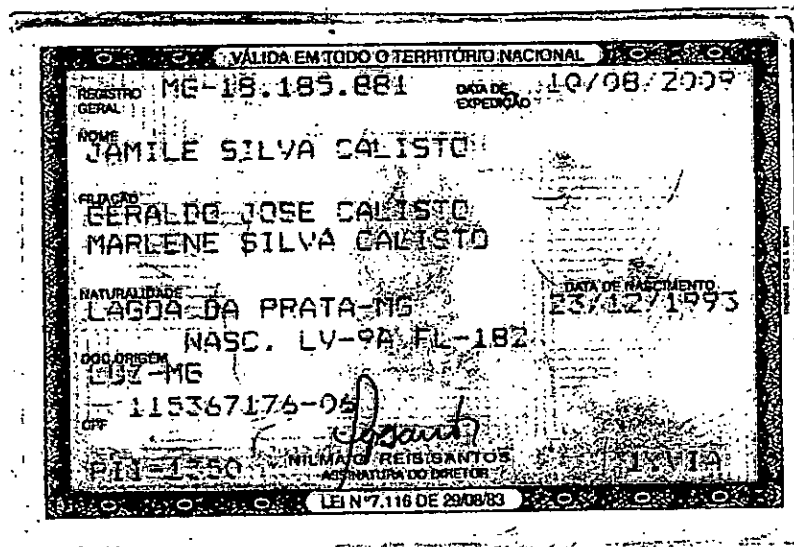 VÁLIDA EM TODO O TERRITÓRIO NACIONAL
REGISTRO GERAL MG-18.185.881 DATA DE EXPEDIÇÃO 10/08/2009
NOME
JAMILE SILVA CALISTO
FILIAÇÃO
GERALDO JOSE CALISTO
MARLENE SILVA CALISTO
NATURALIDADE DATA DE NASCIMENTO
LAGOA DA PRATA-MG 23/12/1993
NASC. LV-9A FL-182
DOC.ORIGEM
LUZ-MG
CPF 115367176-06
NILMA REIS SANTOS 1.VIA
ASSINATURA DO DIRETOR
LEI Nº7.116 DE 29/08/83